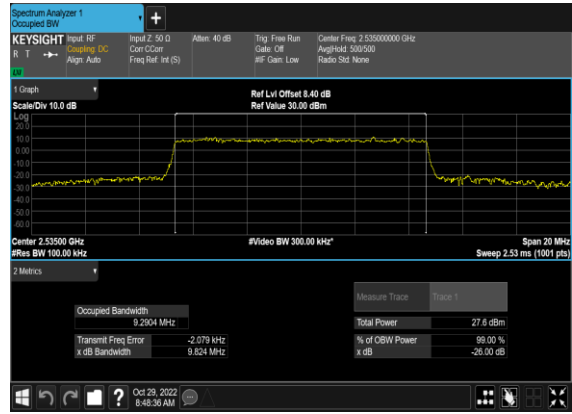 Spectrum Analyzer 1
Occupied BW
+
KEYSIGHT
R T
Input: RF
Coupling: DC
Align: Auto
Input Z: 50 Ω
Corr CCorr
Freq Ref: Int (S)
Atten: 40 dB
Trig: Free Run
Gate: Off
#IF Gain: Low
Center Freq: 2.535000000 GHz
Avg|Hold: 500/500
Radio Std: None
1 Graph
Scale/Div 10.0 dB
Ref Lvl Offset 8.40 dB
Ref Value 30.00 dBm
Log
20.0
10.0
0.00
-10.0
-20.0
-30.0
-40.0
-50.0
-60.0
Center 2.53500 GHz
#Res BW 100.00 kHz
#Video BW 300.00 kHz*
Span 20 MHz
Sweep 2.53 ms (1001 pts)
2 Metrics
Measure Trace Trace 1
Occupied Bandwidth
9.2904 MHz
Total Power 27.6 dBm
Transmit Freq Error -2.079 kHz
% of OBW Power 99.00 %
x dB Bandwidth 9.824 MHz
x dB -26.00 dB
?
Oct 29, 2022
8:48:36 AM